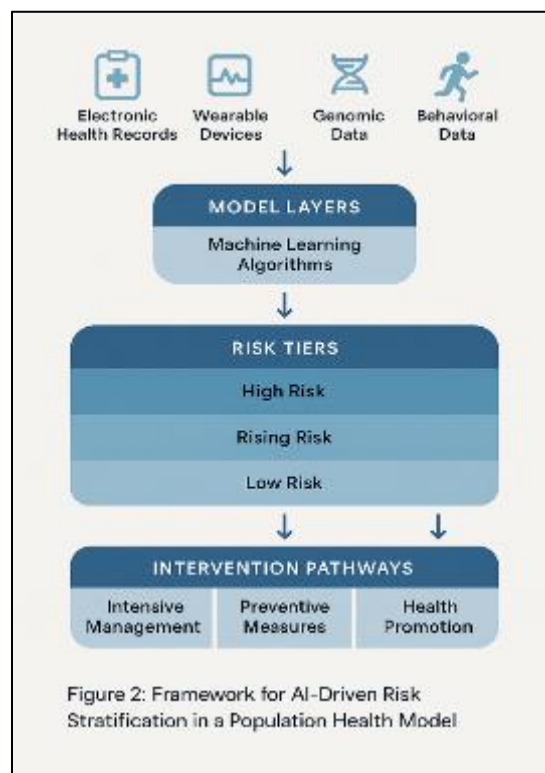 Electronic
Health Records
Wearable
Devices
Genomic
Data
Behavioral
Data
MODEL LAYERS
Machine Learning
Algorithms
RISK TIERS
High Risk
Rising Risk
Low Risk
INTERVENTION PATHWAYS
Intensive
Management
Preventive
Measures
Health
Promotion
Figure 2: Framework for AI-Driven Risk
Stratification in a Population Health Model